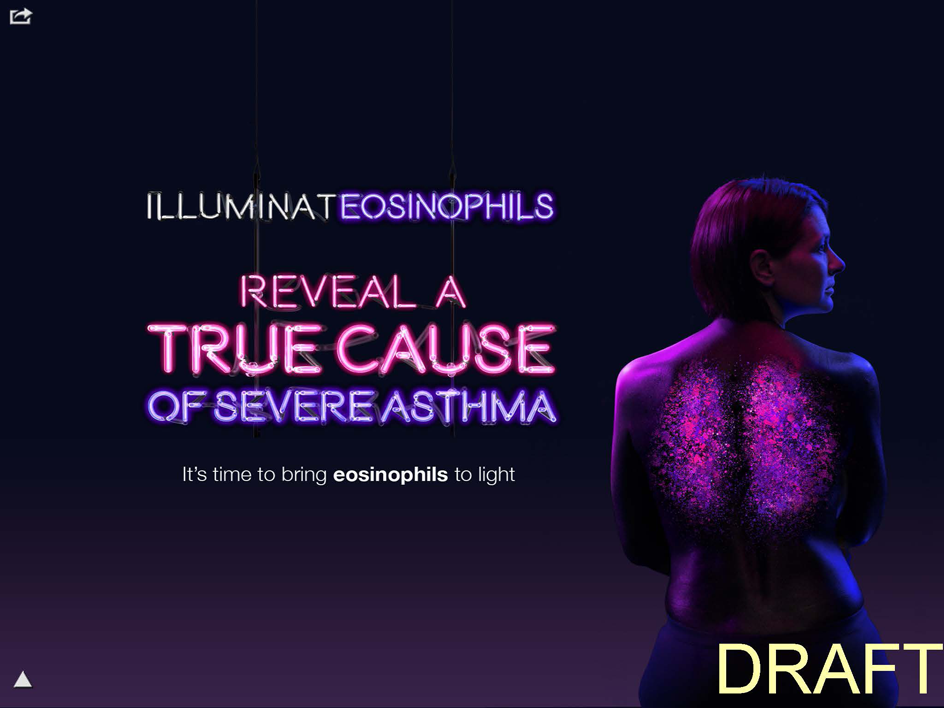 ILLUMINATEOSINOPHILS
REVEAL A
TRUE CAUSE
OF SEVERE ASTHMA
It's time to bring eosinophils to light
DRAFT